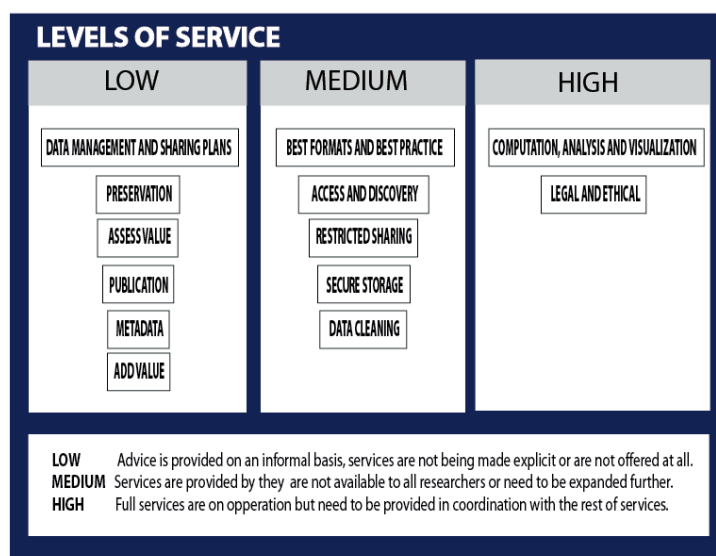 LEVELS OF SERVICE
LOW
DATA MANAGEMENT AND SHARING PLANS
PRESERVATION
ASSESS VALUE
PUBLICATION
METADATA
ADD VALUE
MEDIUM
BEST FORMATS AND BEST PRACTICE
ACCESS AND DISCOVERY
RESTRICTED SHARING
SECURE STORAGE
DATA CLEANING
HIGH
COMPUTATION, ANALYSIS AND VISUALIZATION
LEGAL AND ETHICAL
LOW Advice is provided on an informal basis, services are not being made explicit or are not offered at all.
MEDIUM Services are provided by they are not available to all researchers or need to be expanded further.
HIGH Full services are on opperation but need to be provided in coordination with the rest of services.